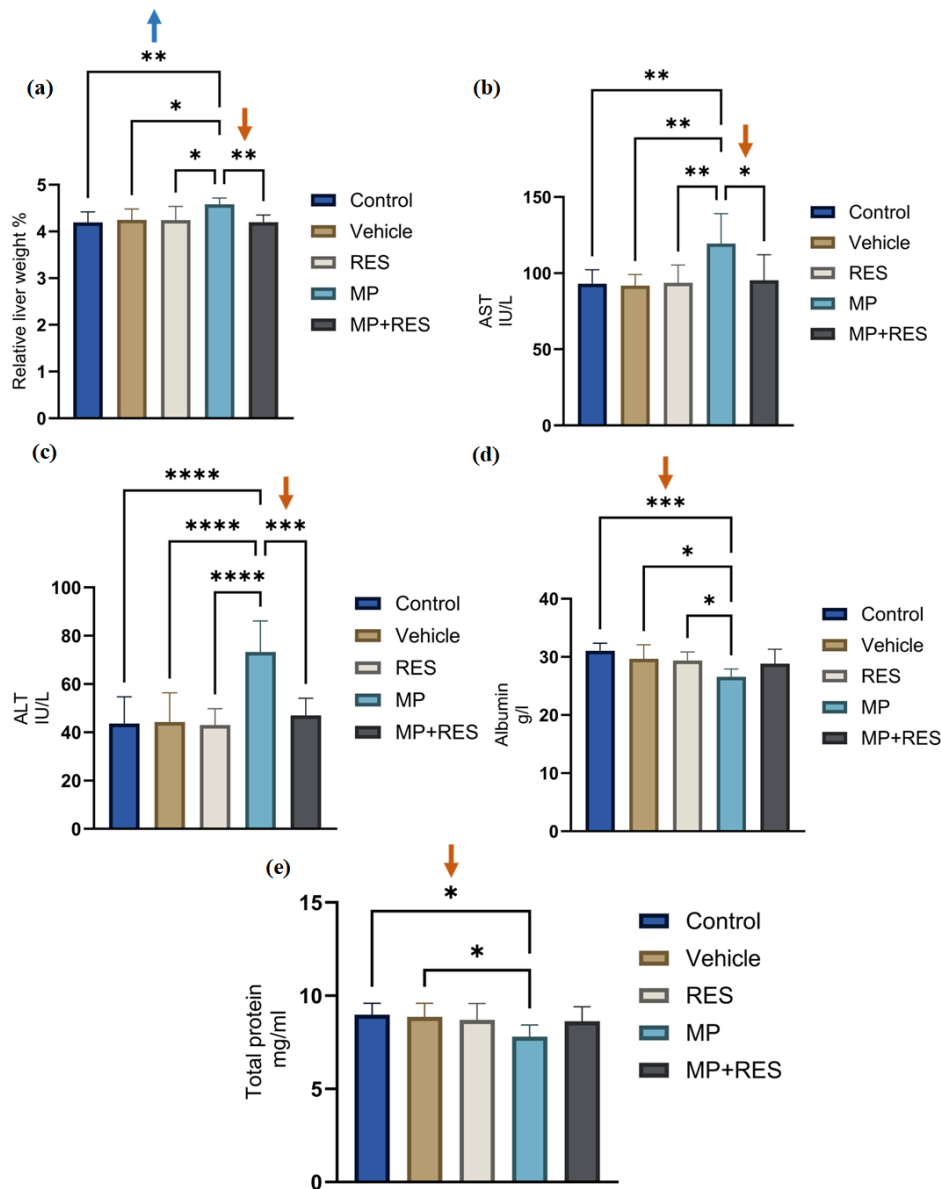 (a)
**
*
*
**
5
4
3
2
1
0
Relative liver weight %
Control
Vehicle
RES
MP
MP+RES
(b)
**
**
**
*
150
100
50
0
AST
IU/L
Control
Vehicle
RES
MP
MP+RES
(c)
****
****
***
****
100
80
60
40
20
0
ALT
IU/L
Control
Vehicle
RES
MP
MP+RES
(d)
***
*
*
40
30
20
10
0
Albumin
g/l
Control
Vehicle
RES
MP
MP+RES
(e)
*
*
15
10
5
0
Total protein
mg/ml
Control
Vehicle
RES
MP
MP+RES